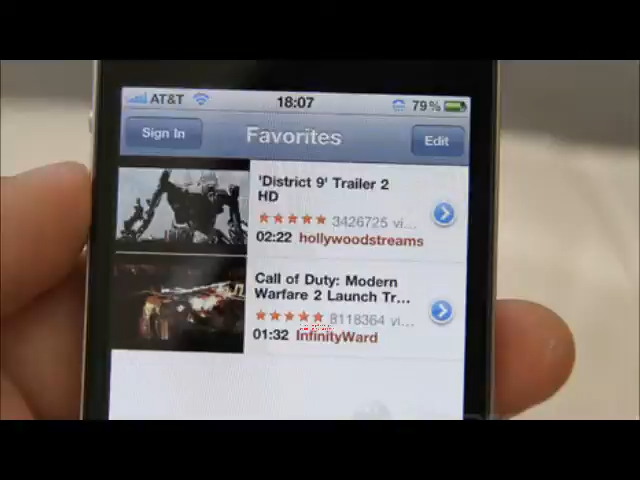 AT&T 18:07 79%
Sign In Favorites Edit
'District 9' Trailer 2
HD
3426725 vi...
02:22 hollywoodstreams
Call of Duty: Modern
Warfare 2 Launch Tr...
8118364 vi...
01:32 InfinityWard